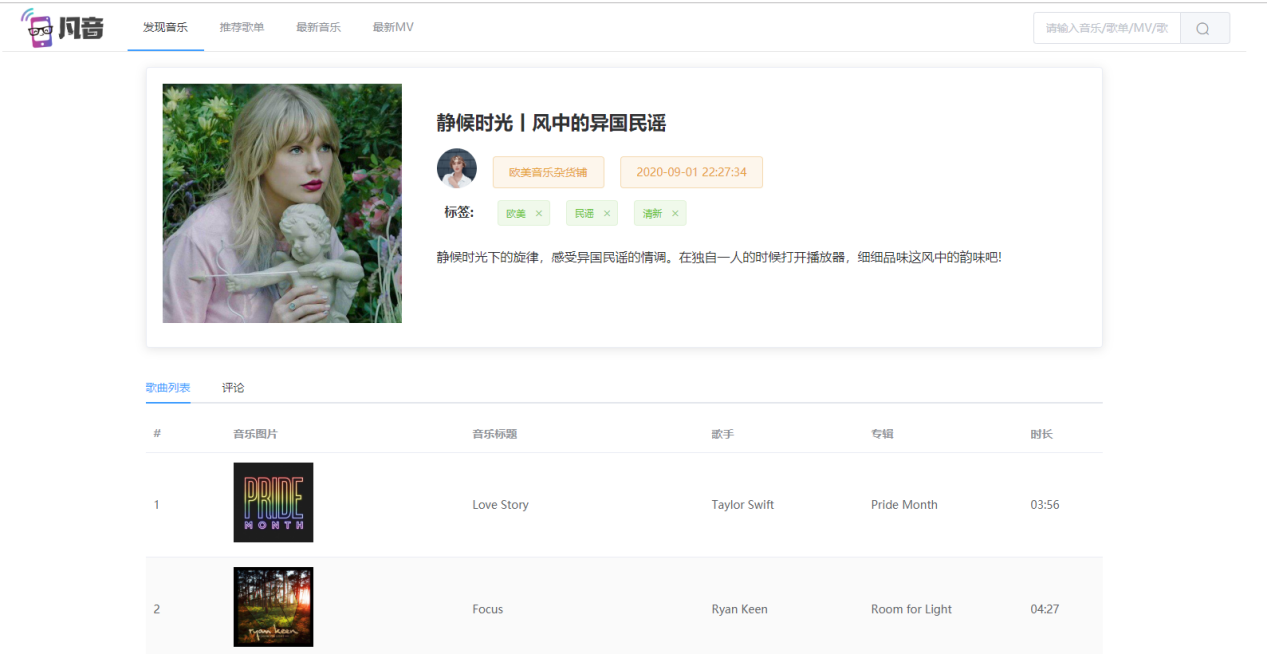 凡音 发现音乐 推荐歌单 最新音乐 最新MV 请输入音乐/歌单/MV/歌
静候时光丨风中的异国民谣
欧美音乐杂货铺 2020-09-01 22:27:34
标签: 欧美 × 民谣 × 清新 ×
静候时光下的旋律，感受异国民谣的情调。在独自一人的时候打开播放器，细细品味这风中的韵味吧!
歌曲列表 评论
# 音乐图片 音乐标题 歌手 专辑 时长
PRIDE
MONTH
1 Love Story Taylor Swift Pride Month 03:56
2 Focus Ryan Keen Room for Light 04:27
ryan keen